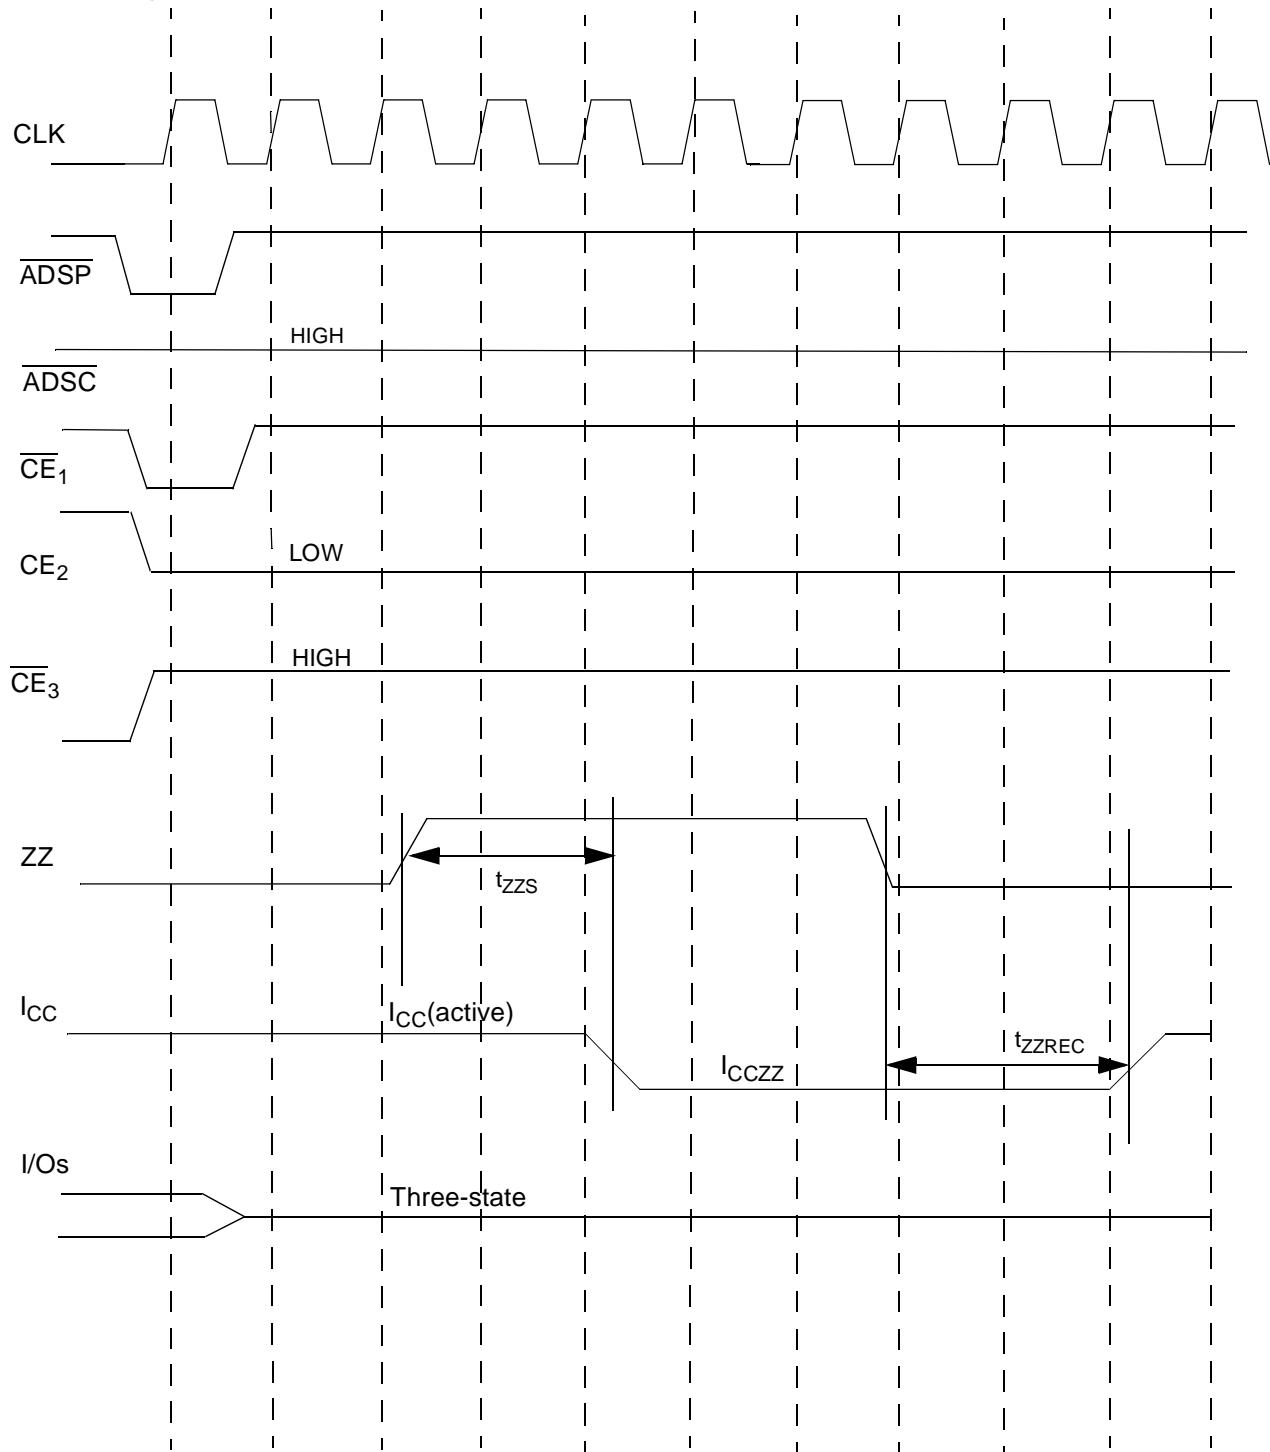 CLK
ADSP
HIGH
ADSC
CE1
LOW
CE2
HIGH
CE3
ZZ
tZZS
ICC
ICC(active)
tZZREC
ICCZZ
I/Os
Three-state